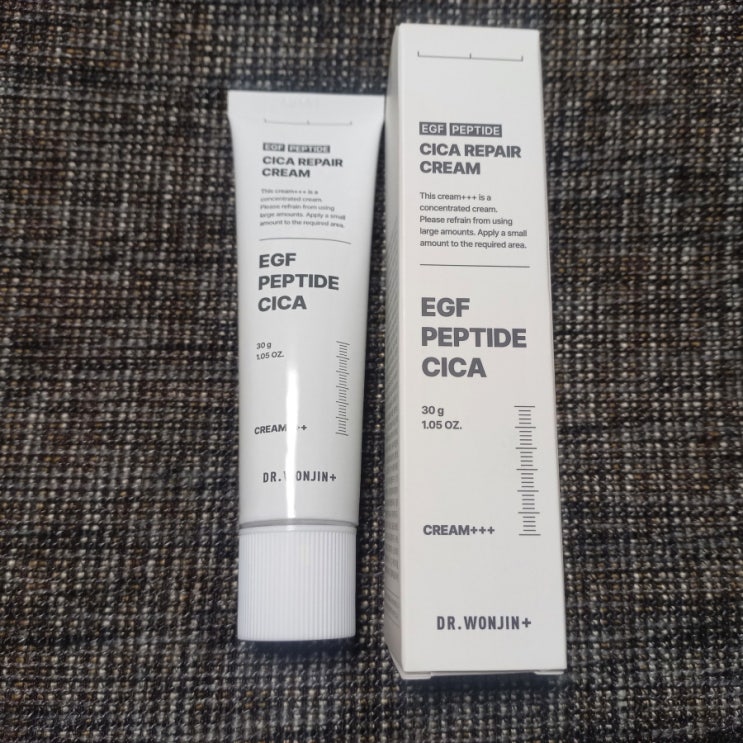 EGF PEPTIDE
CICA REPAIR
CREAM
This cream+++ is a
concentrated cream.
Please refrain from using
large amounts. Apply a small
amount to the required area.
EGF
PEPTIDE
CICA
30 g
1.05 OZ.
CREAM ++
DR.WONJIN+
EGF PEPTIDE
CICA REPAIR
CREAM
This cream+++ is a
concentrated cream.
Please refrain from using
large amounts. Apply a small
amount to the required area.
EGF
PEPTIDE
CICA
30 g
1.05 OZ.
CREAM+++
DR.WONJIN+